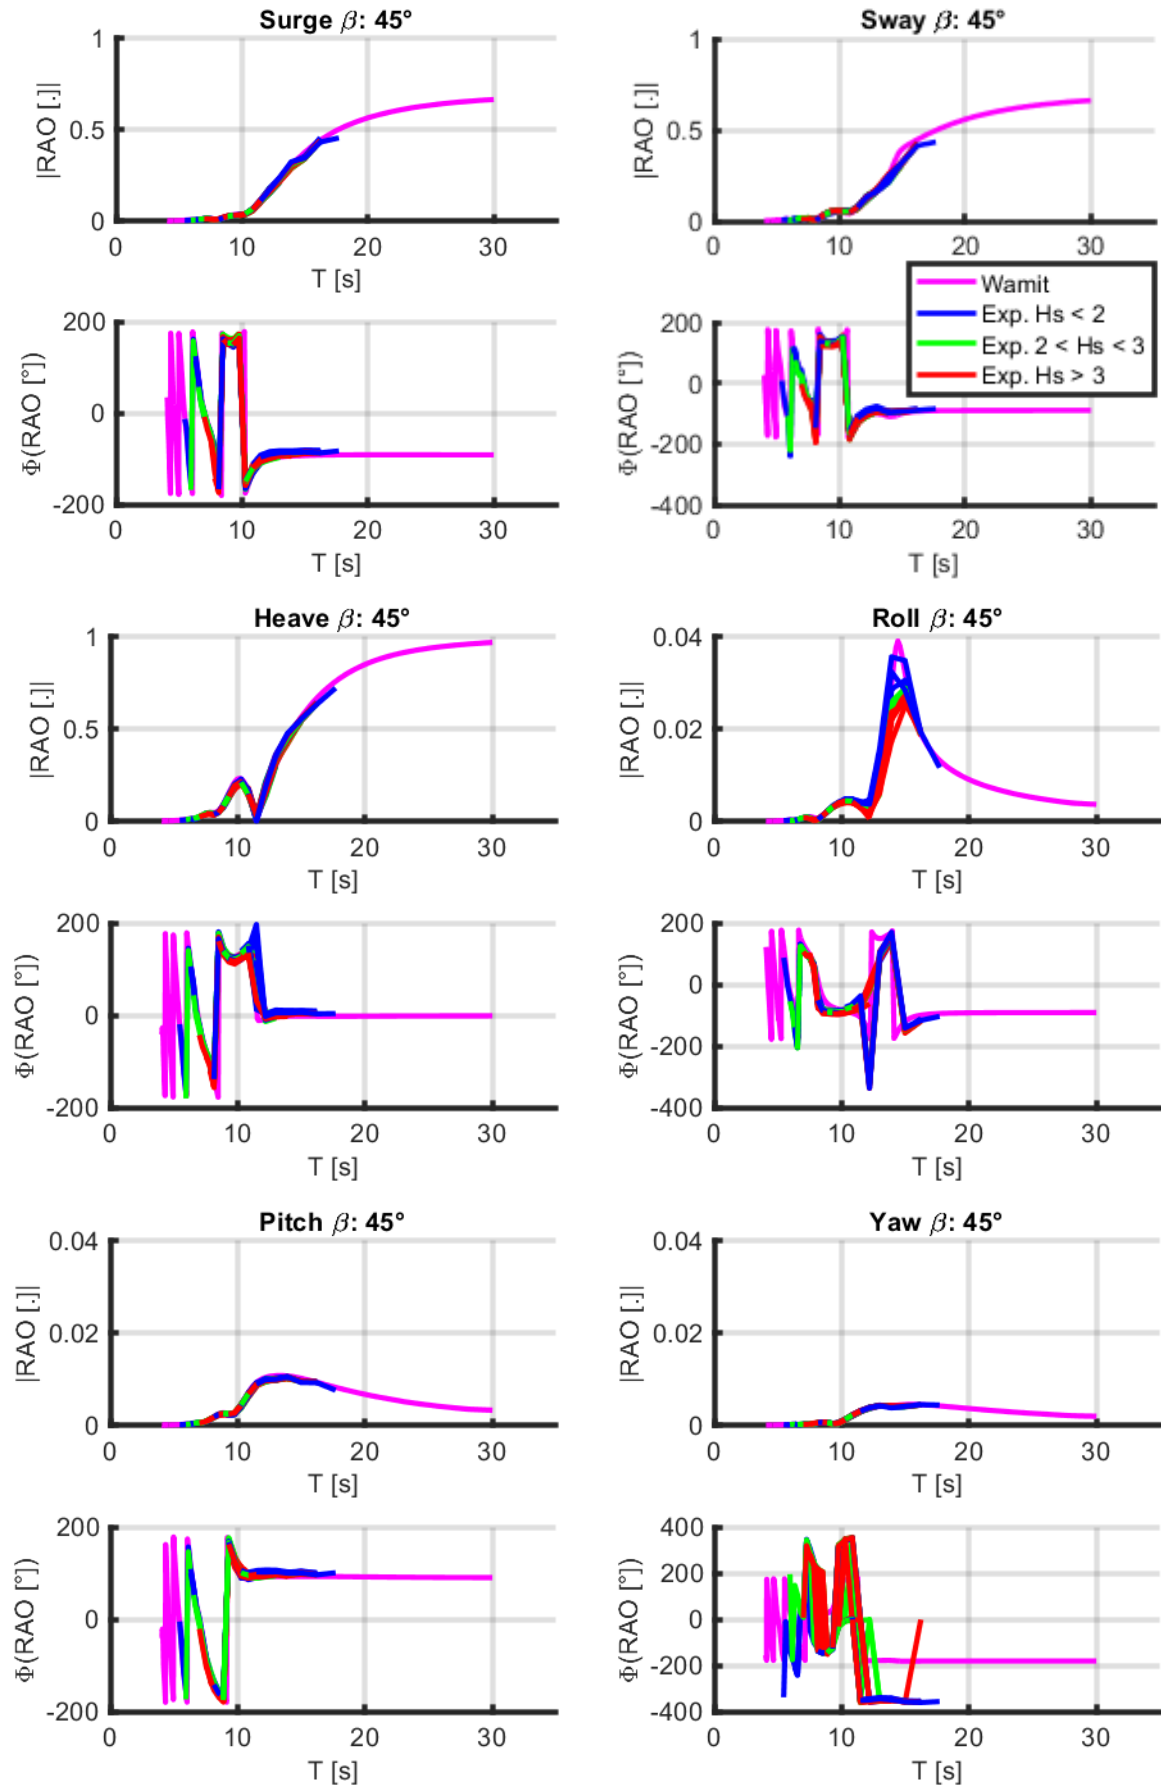 Surge β: 45°
Sway β: 45°
|RAO [.]|
1
0.5
0
0 10 20 30
T [s]
|RAO [.]|
1
0.5
0
0 10 20 30
Wamit
Exp. Hs < 2
Exp. 2 < Hs < 3
Exp. Hs > 3
Φ(RAO [°])
200
0
-200
0 10 20 30
T [s]
Φ(RAO [°])
200
0
-200
-400
0 10 20 30
T [s]
Heave β: 45°
Roll β: 45°
|RAO [.]|
1
0.5
0
0 10 20 30
T [s]
|RAO [.]|
0.04
0.02
0
0 10 20 30
T [s]
Φ(RAO [°])
200
0
-200
0 10 20 30
T [s]
Φ(RAO [°])
200
0
-200
-400
0 10 20 30
T [s]
Pitch β: 45°
Yaw β: 45°
|RAO [.]|
0.04
0.02
0
0 10 20 30
T [s]
|RAO [.]|
0.04
0.02
0
0 10 20 30
T [s]
Φ(RAO [°])
200
0
-200
0 10 20 30
T [s]
Φ(RAO [°])
400
200
0
-200
-400
0 10 20 30
T [s]